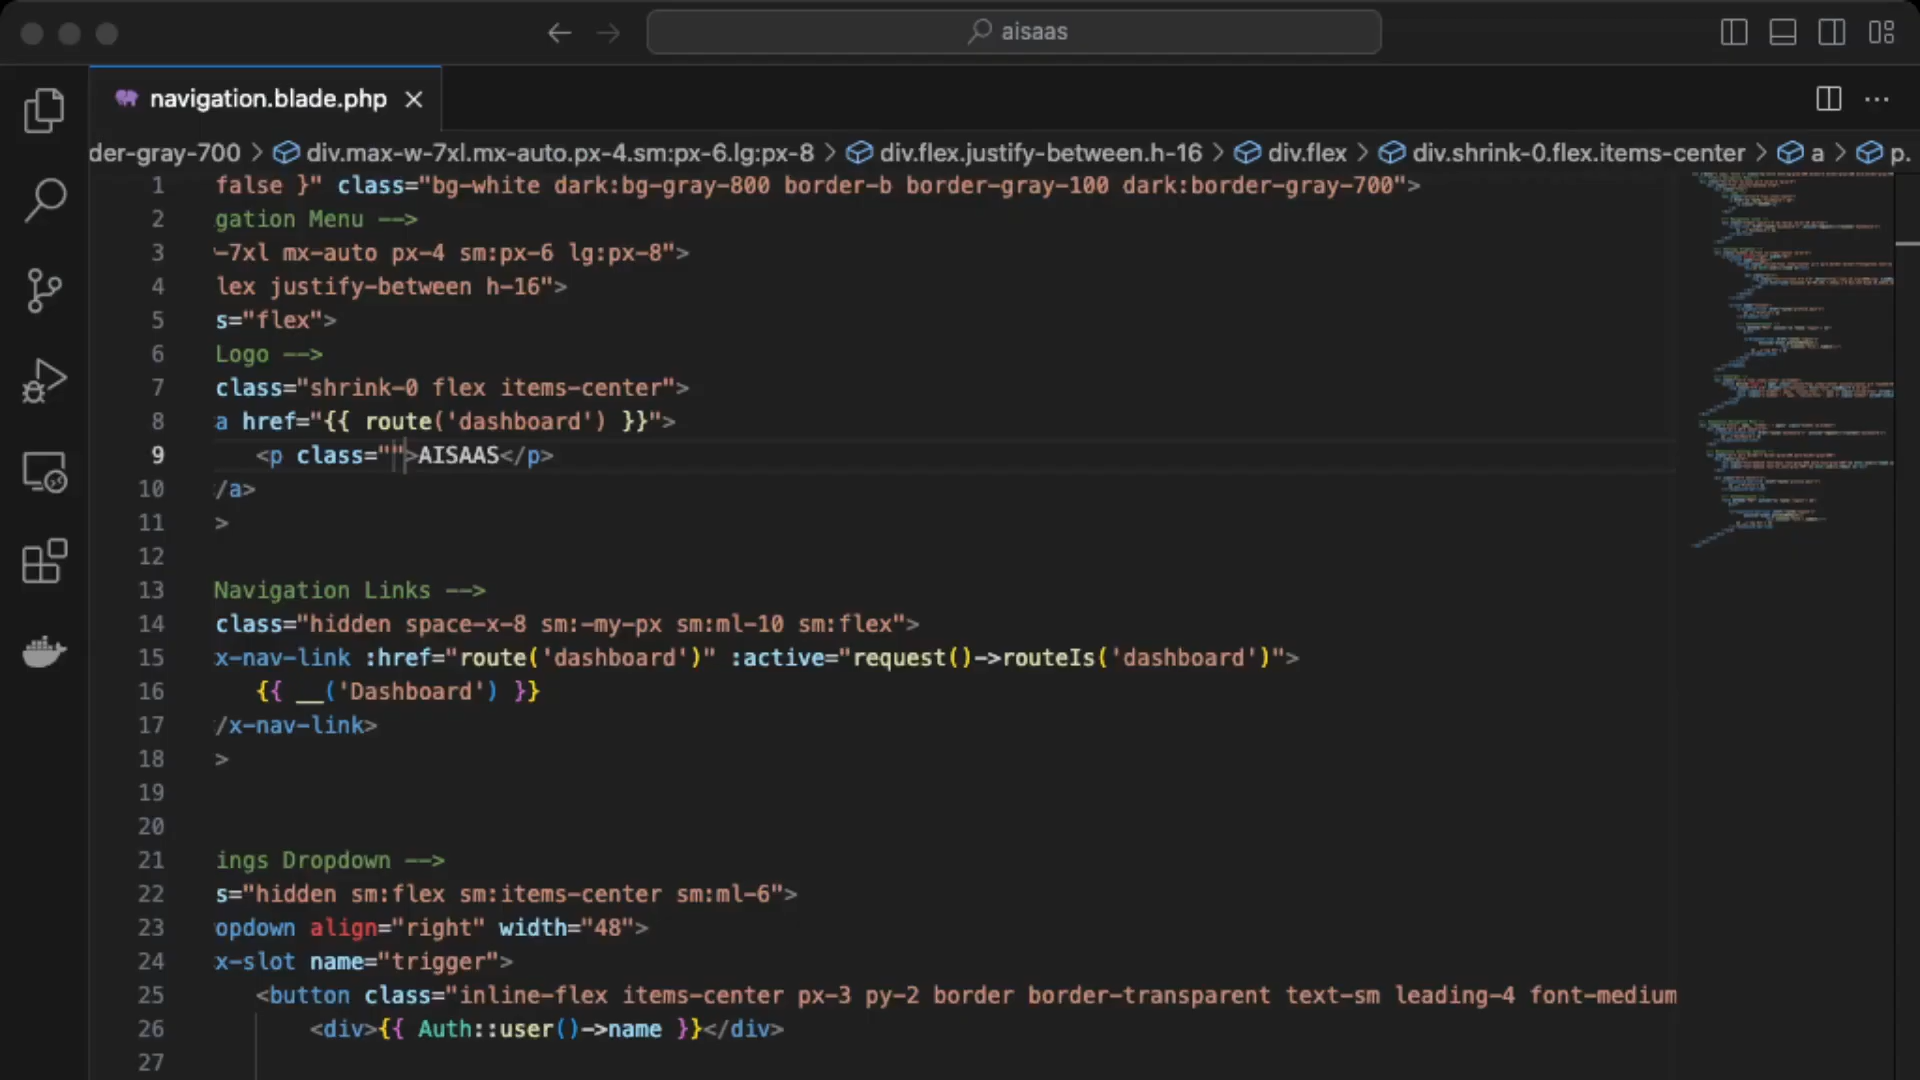 aisaas
navigation.blade.php
der-gray-700 > div.max-w-7xl.mx-auto.px-4.sm:px-6.lg:px-8 > div.flex.justify-between.h-16 > div.flex > div.shrink-0.flex.items-center > a > p.
1 false }" class="bg-white dark:bg-gray-800 border-b border-gray-100 dark:border-gray-700">
2 gation Menu -->
3 -7xl mx-auto px-4 sm:px-6 lg:px-8">
4 lex justify-between h-16">
5 s="flex">
6 Logo -->
7 class="shrink-0 flex items-center">
8 a href="{{ route('dashboard') }}">
9 <p class="">AISAAS</p>
10 /a>
11 >
12
13 Navigation Links -->
14 class="hidden space-x-8 sm:-my-px sm:ml-10 sm:flex">
15 x-nav-link :href="route('dashboard')" :active="request()->routeIs('dashboard')">
16 {{ __('Dashboard') }}
17 /x-nav-link>
18 >
19
20
21 ings Dropdown -->
22 s="hidden sm:flex sm:items-center sm:ml-6">
23 opdown align="right" width="48">
24 x-slot name="trigger">
25 <button class="inline-flex items-center px-3 py-2 border border-transparent text-sm leading-4 font-medium
26 <div>{{ Auth::user()->name }}</div>
27